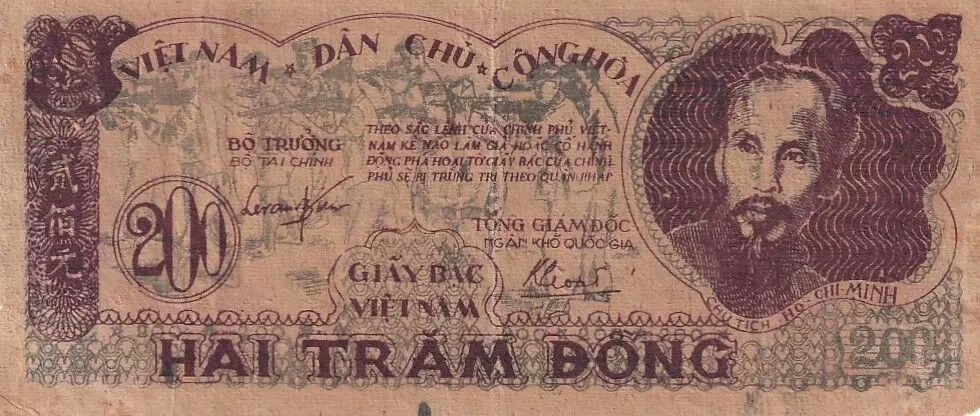 VIỆT NAM ★ DÂN CHỦ ★ CỘNG HÒA
BỘ TRƯỞNG
BỘ TÀI CHÍNH
THEO SẮC LỆNH CỦA CHÍNH PHỦ VIỆT-
NAM KẺ NÀO LÀM GIẢ HOẶC CÓ HÀNH
ĐỘNG PHÁ HOẠI TỜ GIẤY BẠC CỦA CHÍNH
PHỦ SẼ BỊ TRỪNG TRỊ THEO QUÂN PHÁP
貳佰元
200
TỔNG GIÁM ĐỐC
NGÂN KHỐ QUỐC GIA
GIẤY BẠC
VIỆT NAM
CHỦ TỊCH HỒ-CHÍ-MINH
HAI TRĂM ĐỒNG
200